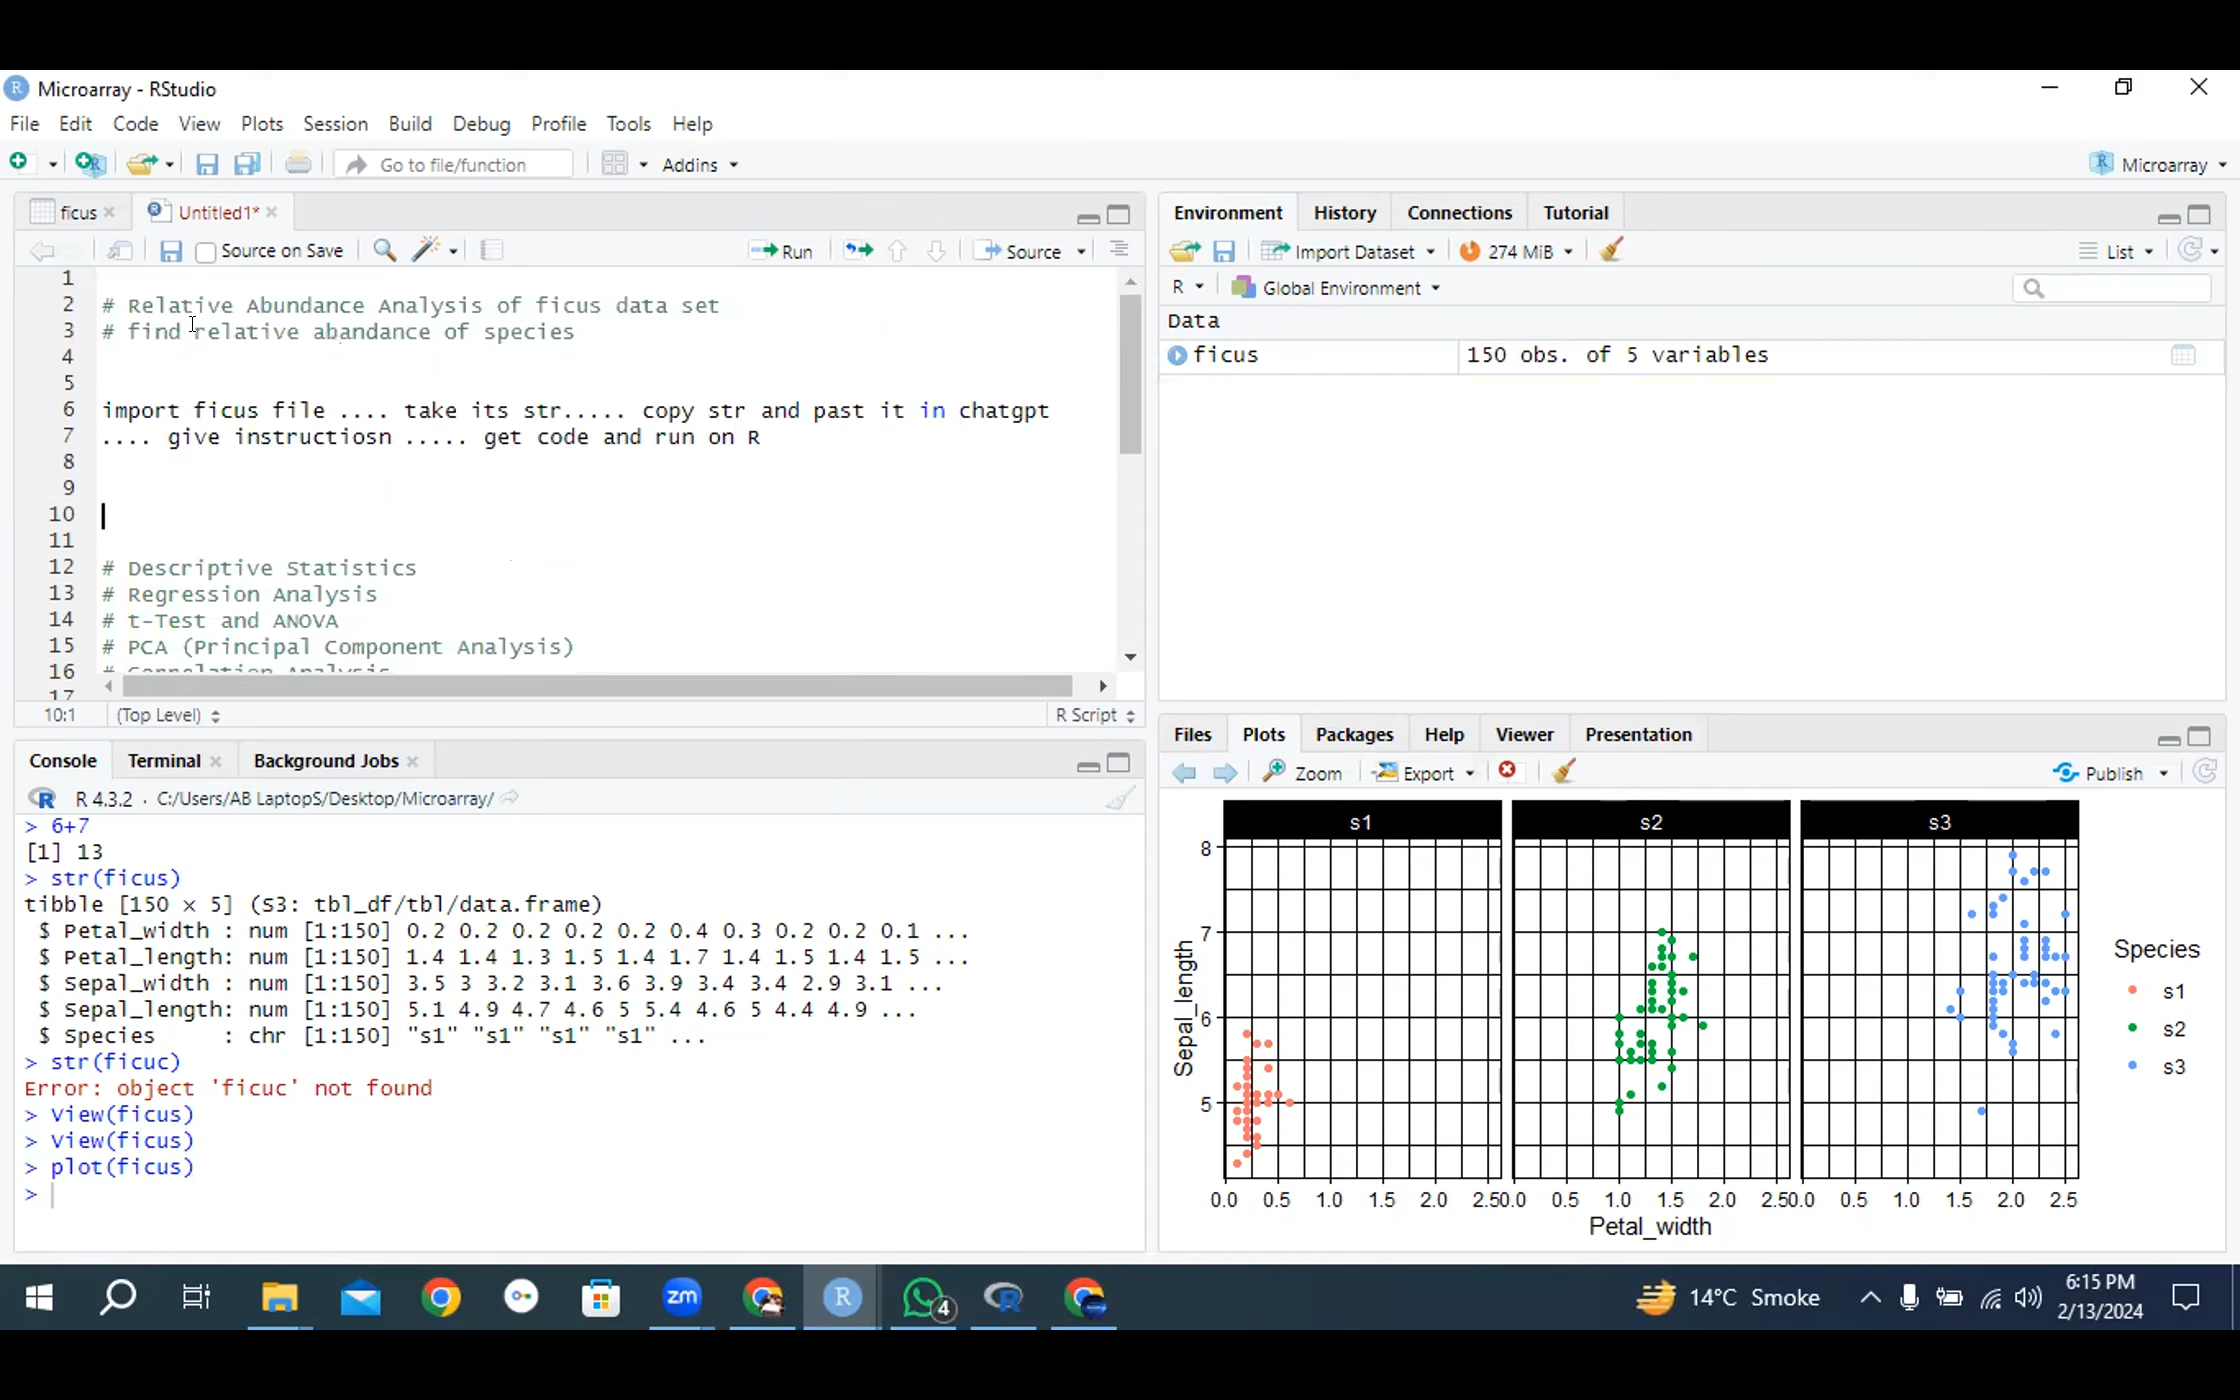 Microarray - RStudio
File Edit Code View Plots Session Build Debug Profile Tools Help
Go to file/function Addins Microarray
ficus Untitled1*
Source on Save Run Source
1
2 # Relative Abundance Analysis of ficus data set
3 # find relative abandance of species
4
5
6 import ficus file .... take its str..... copy str and past it in chatgpt
7 .... give instructiosn ..... get code and run on R
8
9
10
11
12 # Descriptive Statistics
13 # Regression Analysis
14 # t-Test and ANOVA
15 # PCA (Principal Component Analysis)
16 # Correlation Analysis
17
10:1 (Top Level) R Script
Console Terminal Background Jobs
R 4.3.2 · C:/Users/AB LaptopS/Desktop/Microarray/
> 6+7
[1] 13
> str(ficus)
tibble [150 × 5] (S3: tbl_df/tbl/data.frame)
$ Petal_width : num [1:150] 0.2 0.2 0.2 0.2 0.2 0.4 0.3 0.2 0.2 0.1 ...
$ Petal_length: num [1:150] 1.4 1.4 1.3 1.5 1.4 1.7 1.4 1.5 1.4 1.5 ...
$ Sepal_width : num [1:150] 3.5 3 3.2 3.1 3.6 3.9 3.4 3.4 2.9 3.1 ...
$ Sepal_length: num [1:150] 5.1 4.9 4.7 4.6 5 5.4 4.6 5 4.4 4.9 ...
$ Species : chr [1:150] "s1" "s1" "s1" "s1" ...
> str(ficuc)
Error: object 'ficuc' not found
> View(ficus)
> View(ficus)
> plot(ficus)
>
Environment History Connections Tutorial
Import Dataset 274 MiB List
R Global Environment
Data
ficus 150 obs. of 5 variables
Files Plots Packages Help Viewer Presentation
Zoom Export Publish
s1 s2 s3
8
7
6
5
Sepal_length
0.0 0.5 1.0 1.5 2.0 2.5 0.0 0.5 1.0 1.5 2.0 2.5 0.0 0.5 1.0 1.5 2.0 2.5
Petal_width
Species
s1
s2
s3
zm R 4 R
14°C Smoke
6:15 PM
2/13/2024